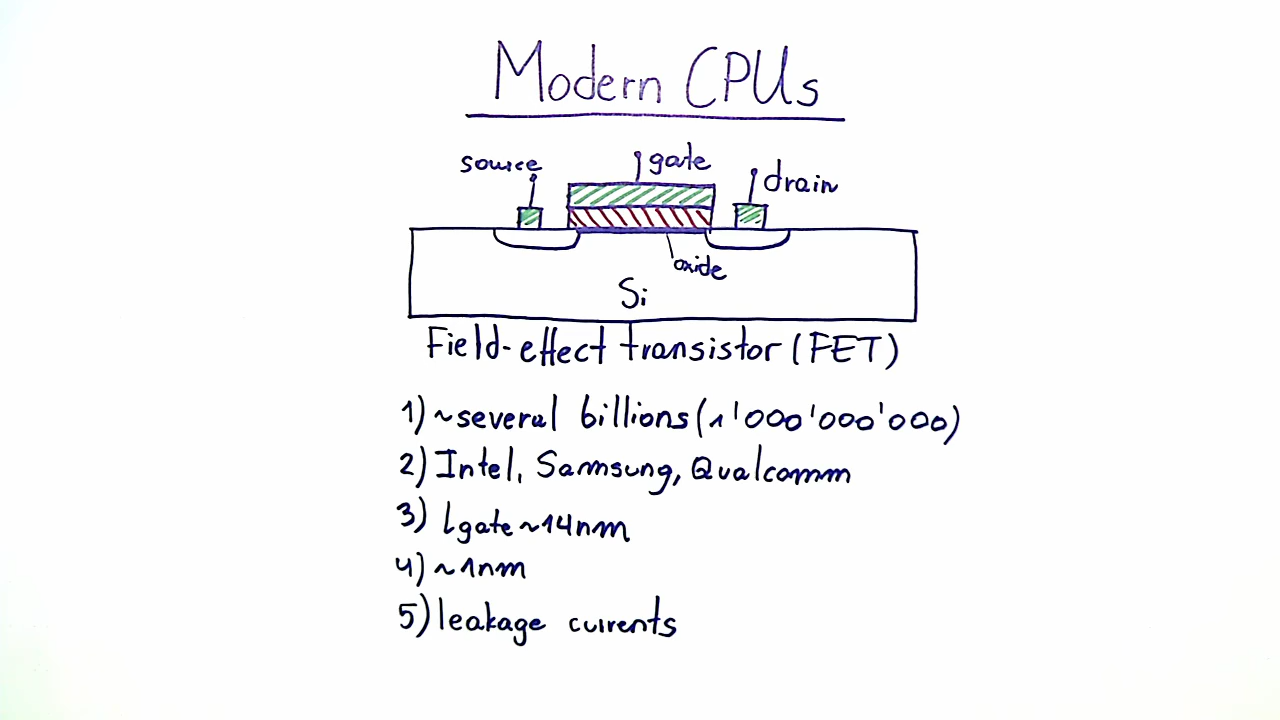 Modern CPUs
source gate drain
oxide
Si
Field-effect transistor (FET)
1) ~several billions (1'000'000'000)
2) Intel, Samsung, Qualcomm
3) Lgate ~14nm
4) ~1nm
5) leakage currents